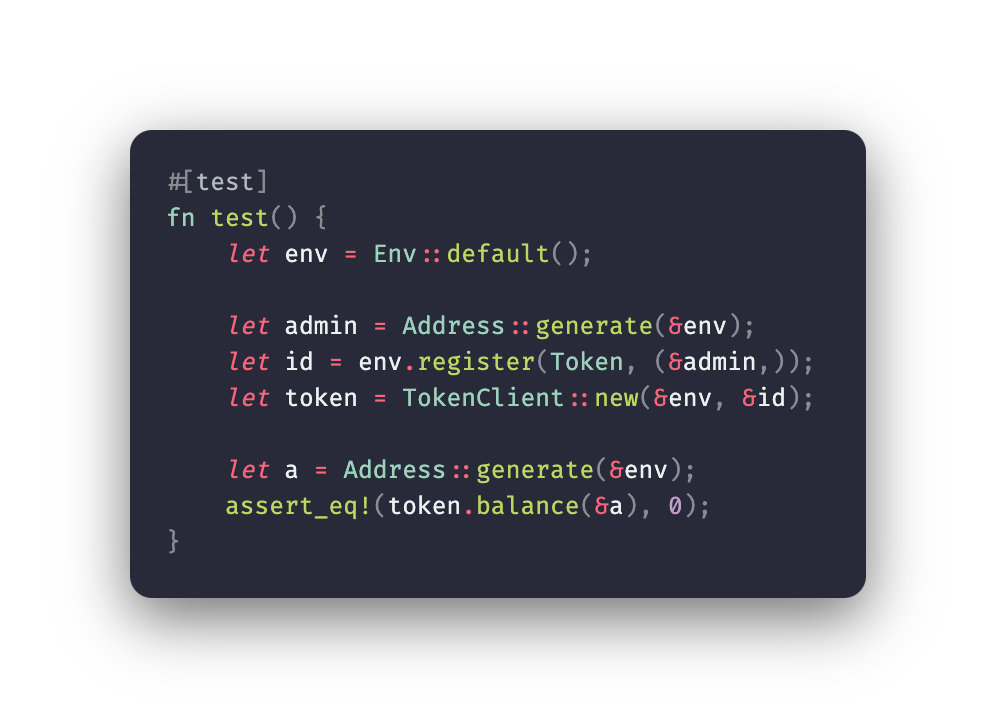 #[test]
fn test() {
    let env = Env::default();

    let admin = Address::generate(&env);
    let id = env.register(Token, (&admin,));
    let token = TokenClient::new(&env, &id);

    let a = Address::generate(&env);
    assert_eq!(token.balance(&a), 0);
}